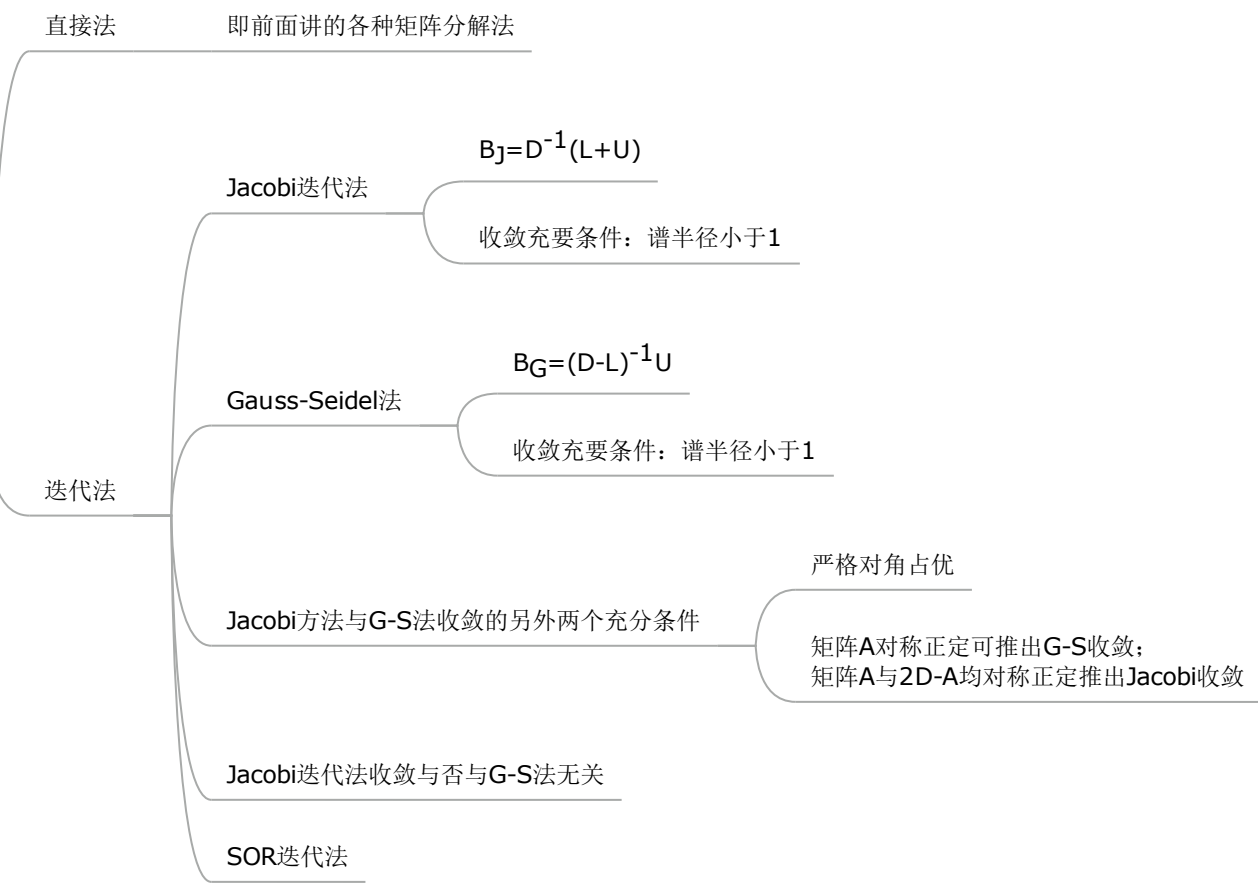 直接法
即前面讲的各种矩阵分解法
迭代法
Jacobi迭代法
BJ=D-1(L+U)
收敛充要条件：谱半径小于1
Gauss-Seidel法
BG=(D-L)-1U
收敛充要条件：谱半径小于1
Jacobi方法与G-S法收敛的另外两个充分条件
严格对角占优
矩阵A对称正定可推出G-S收敛；
矩阵A与2D-A均对称正定推出Jacobi收敛
Jacobi迭代法收敛与否与G-S法无关
SOR迭代法